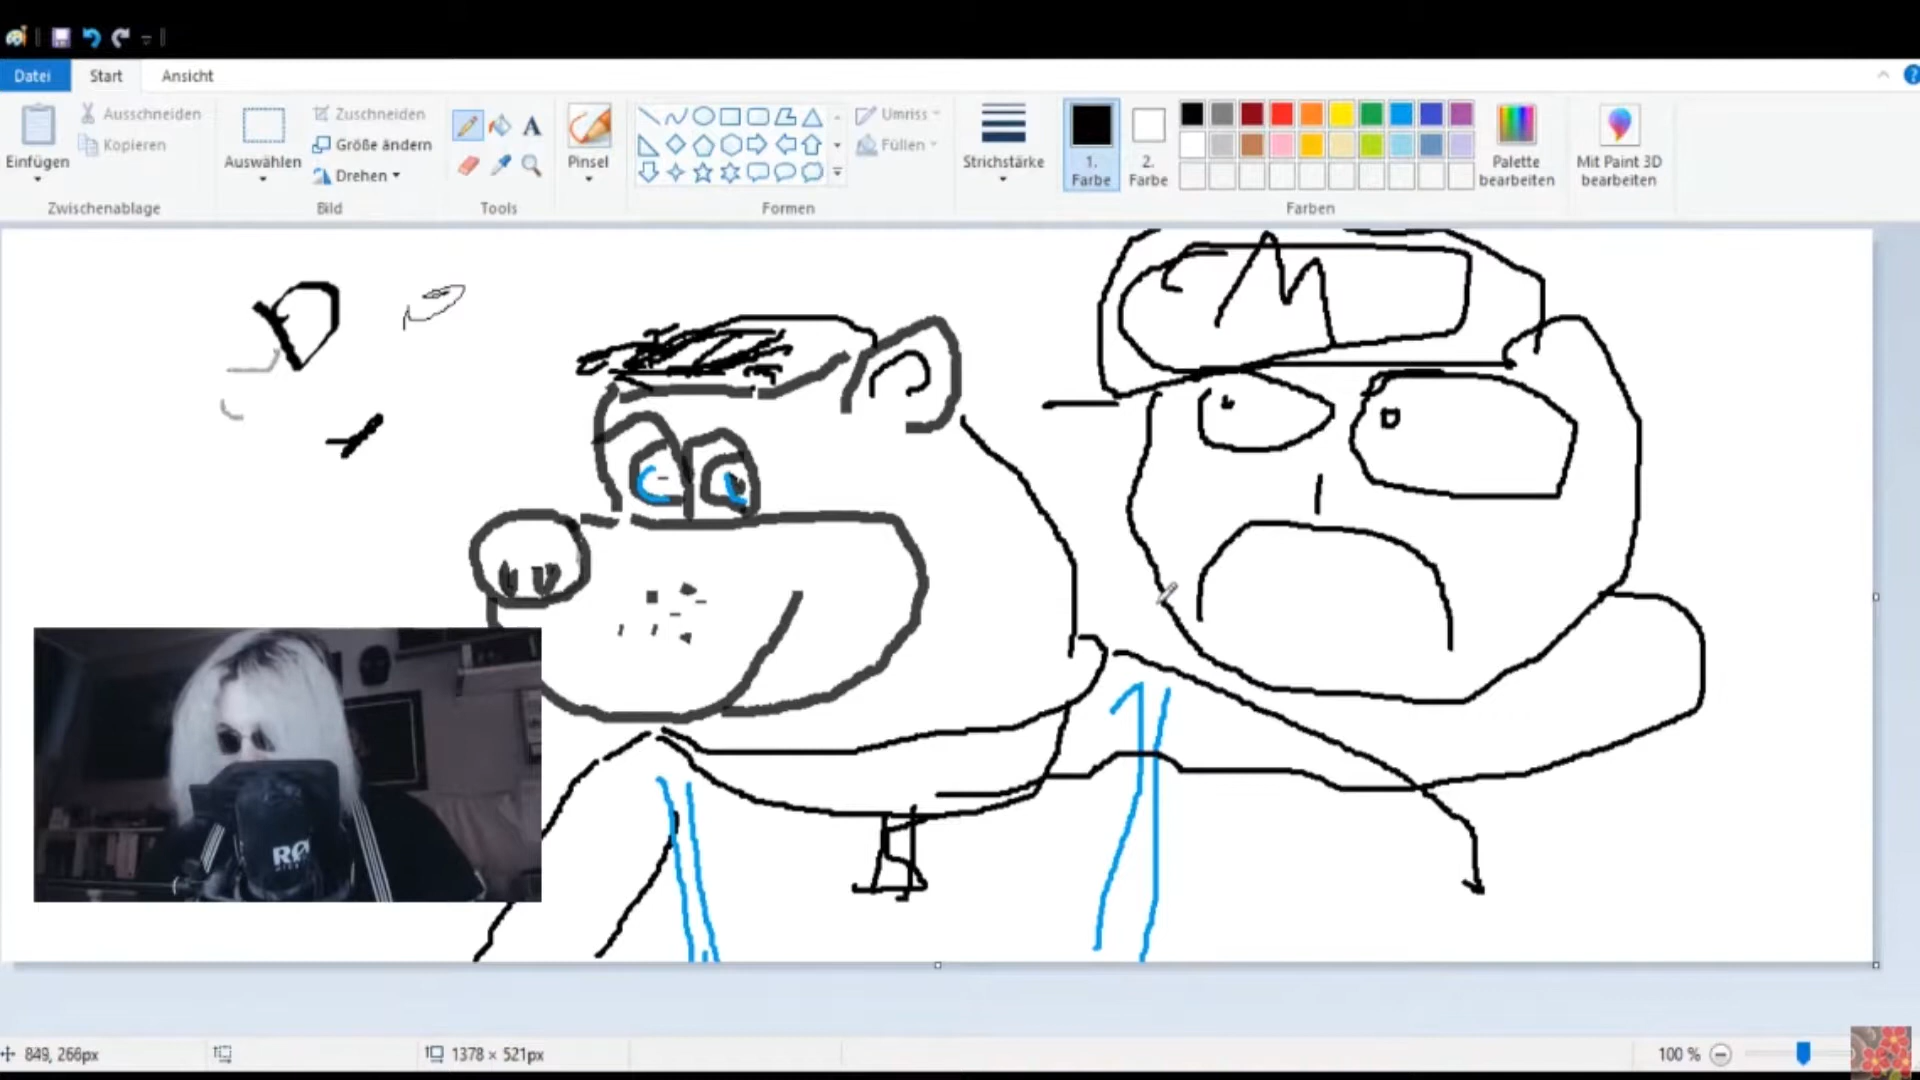 Datei Start Ansicht
Ausschneiden
Kopieren
Einfügen
Zwischenablage
Auswählen
Zuschneiden
Größe ändern
Drehen
Bild
A
Tools
Pinsel
Umriss
Füllen
Formen
Strichstärke
1.
Farbe
2.
Farbe
Palette
bearbeiten
Farben
Mit Paint 3D
bearbeiten
?
M
RØ
849, 266px
1378 × 521px
100 %